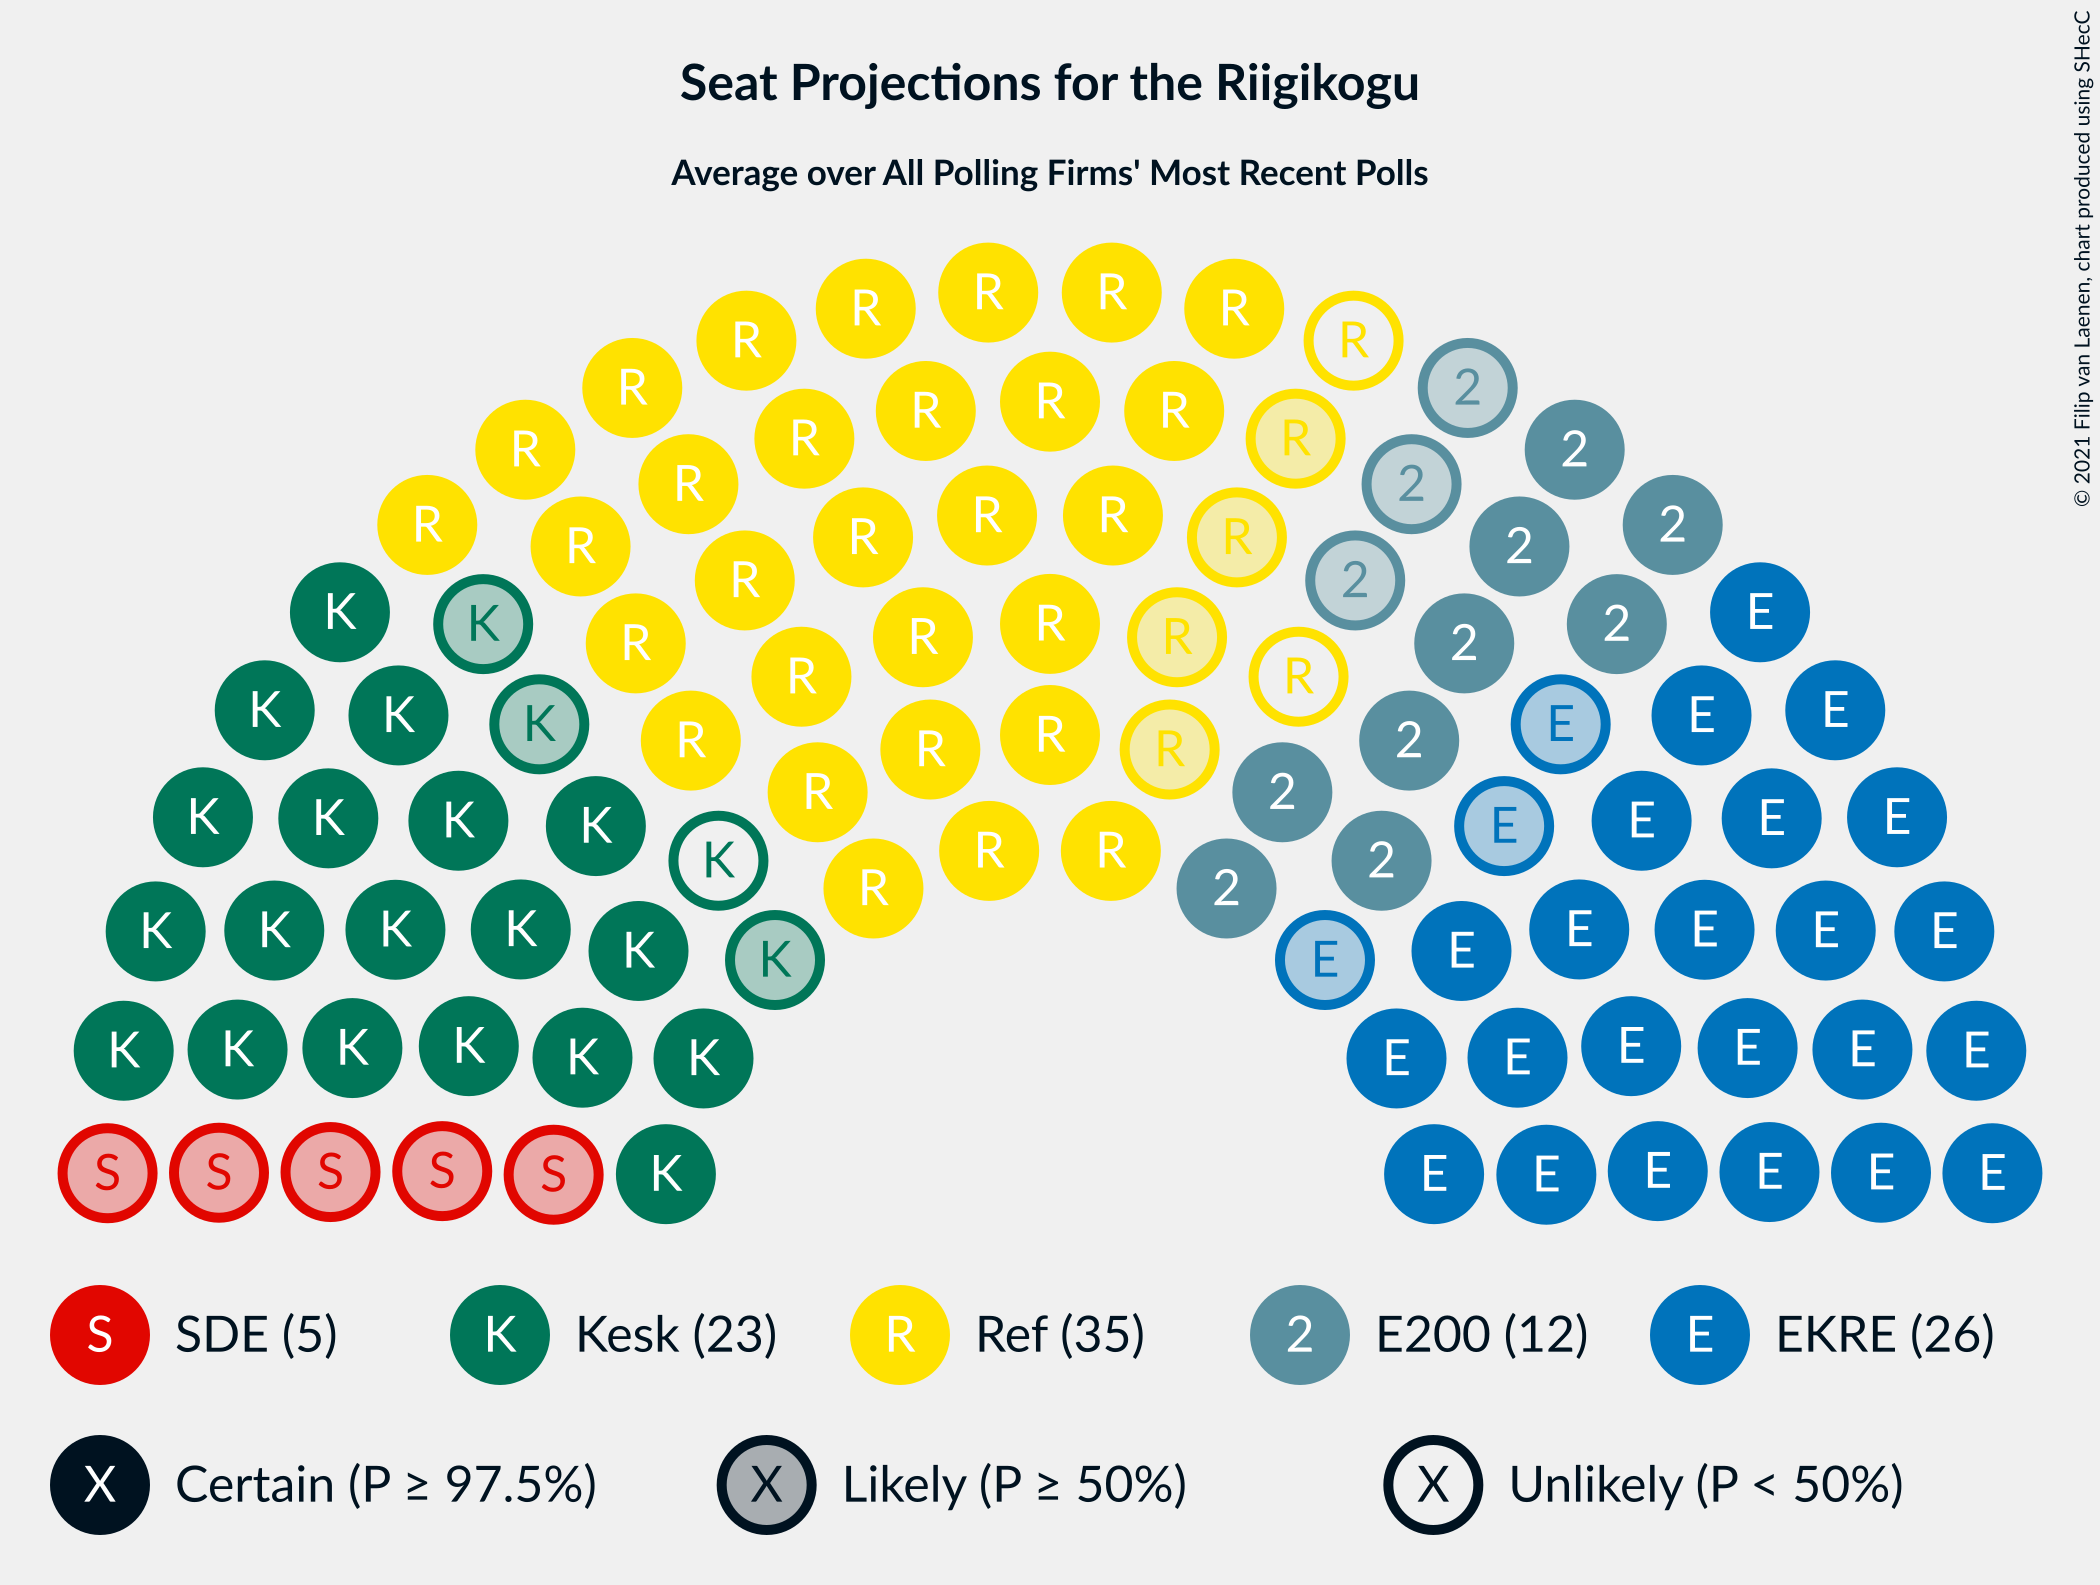 Seat Projections for the Riigikogu
Average over All Polling Firms' Most Recent Polls
© 2021 Filip van Laenen, chart produced using SHecC
R R R R
R R R
R 2
R R R R R
R 2 2
R 2
R R R R
R 2 2
K K R R R R R 2 2 E
K K K R R R R R 2 2 E E E
K K K K K R R 2 2 E E E E
K K K K K K R R R 2 E E E E E
K K K K K K E E E E E E
S S S S S K E E E E E E
S SDE (5) K Kesk (23) R Ref (35) 2 E200 (12) E EKRE (26)
X Certain (P ≥ 97.5%) X Likely (P ≥ 50%) X Unlikely (P < 50%)